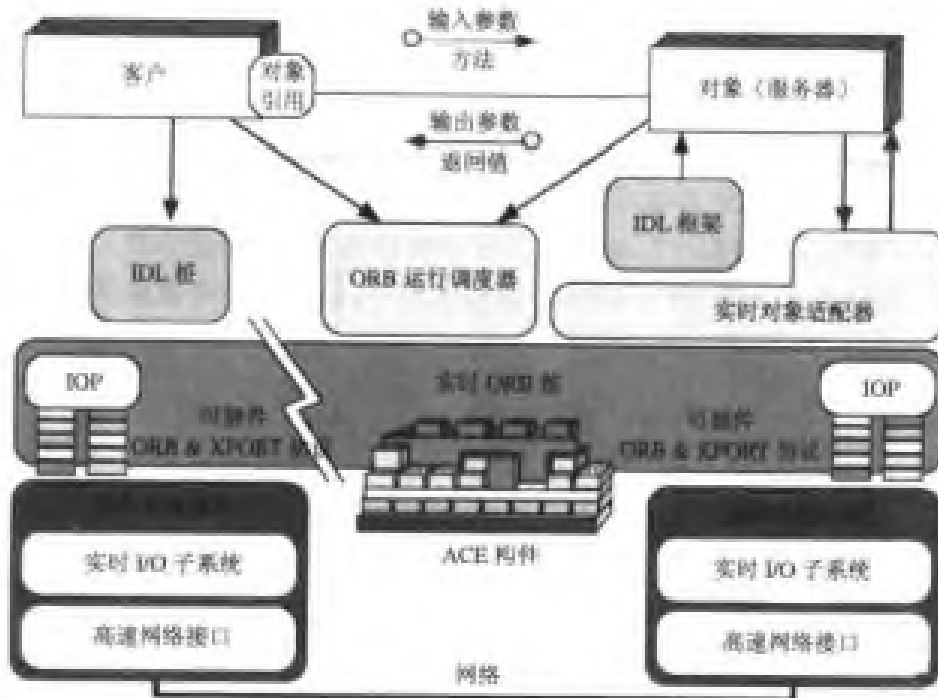 输入参数
方法
客户
对象
引用
对象（服务器）
输出参数
返回值
IDL 桩
ORB 运行调度器
IDL 框架
实时对象适配器
IOP
实时 ORB 核
IOP
可插件
ORB & XPORT 协议
可插件
ORB & XPORT 协议
ACE 构件
实时 I/O 子系统
高速网络接口
实时 I/O 子系统
高速网络接口
网络